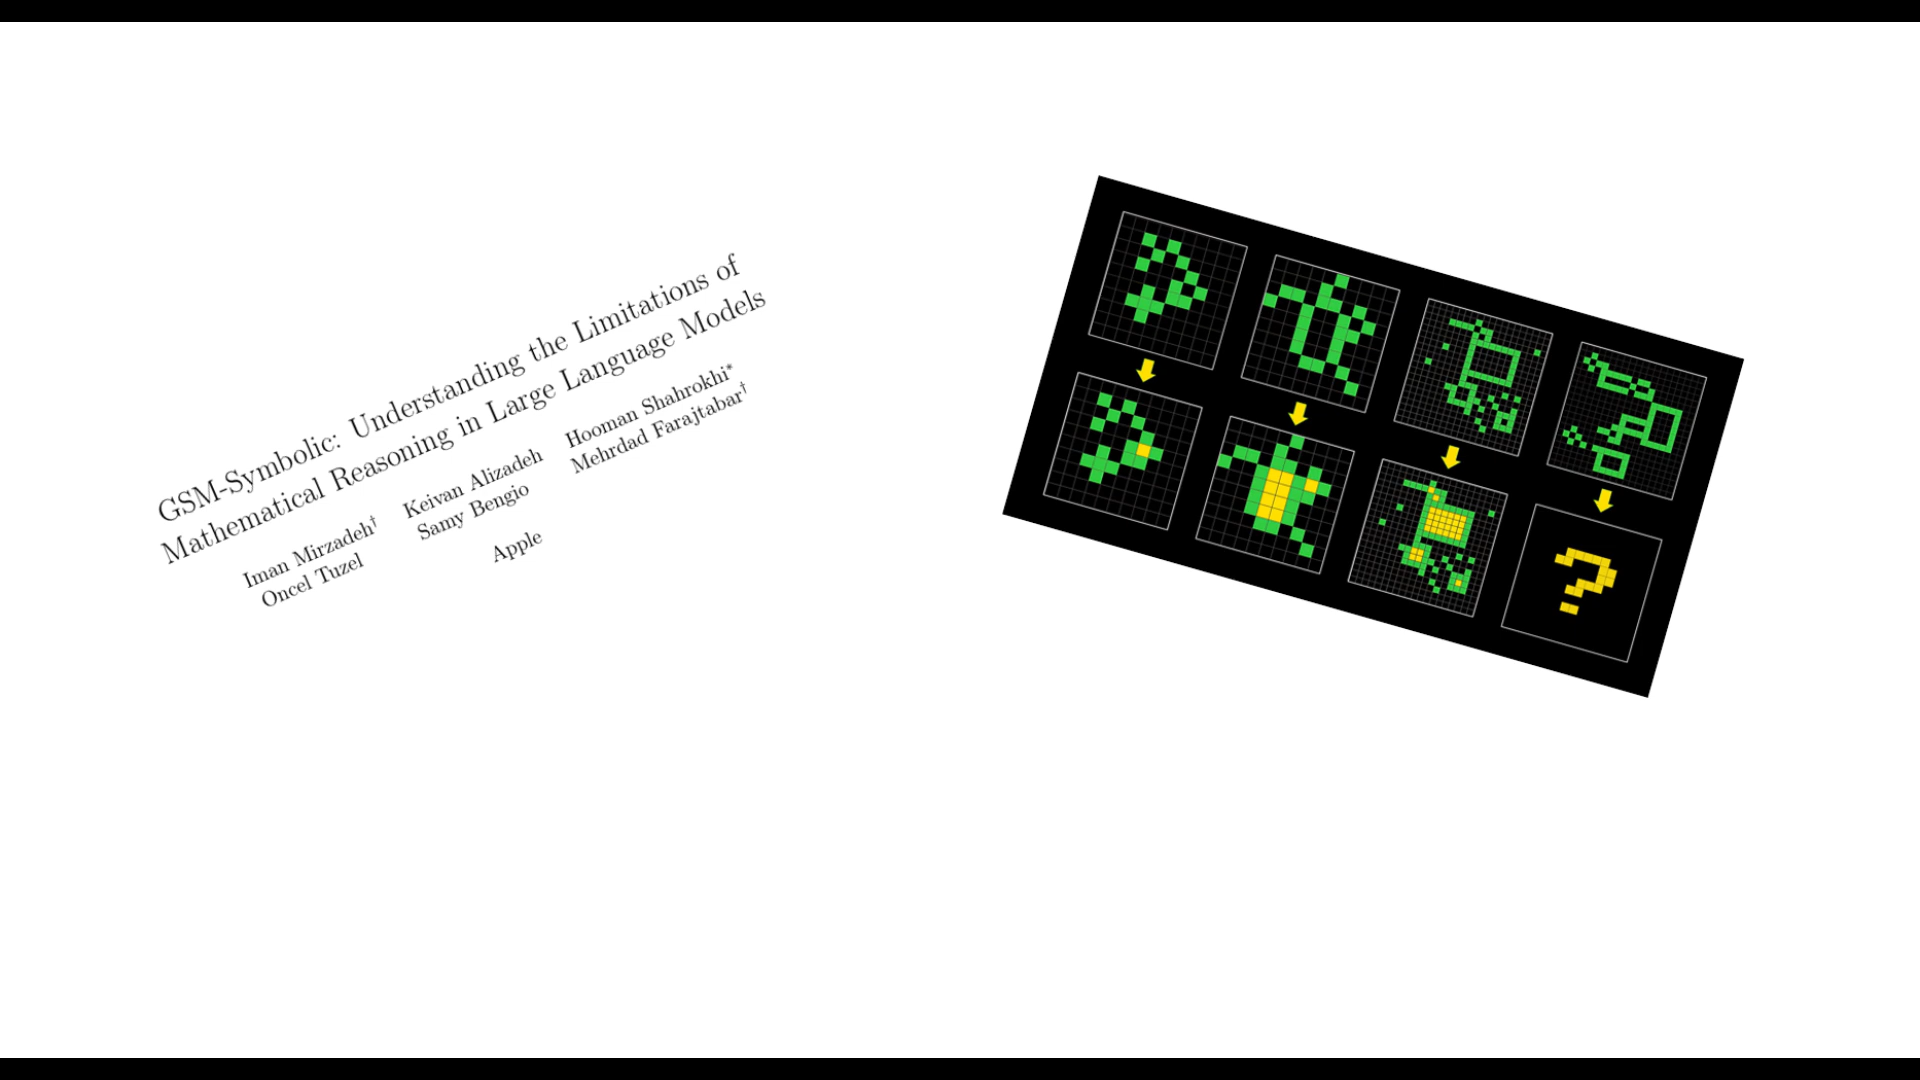 GSM-Symbolic: Understanding the Limitations of
Mathematical Reasoning in Large Language Models
Iman Mirzadeh† Keivan Alizadeh Hooman Shahrokhi*
Oncel Tuzel Samy Bengio Mehrdad Farajtabar†
Apple
?